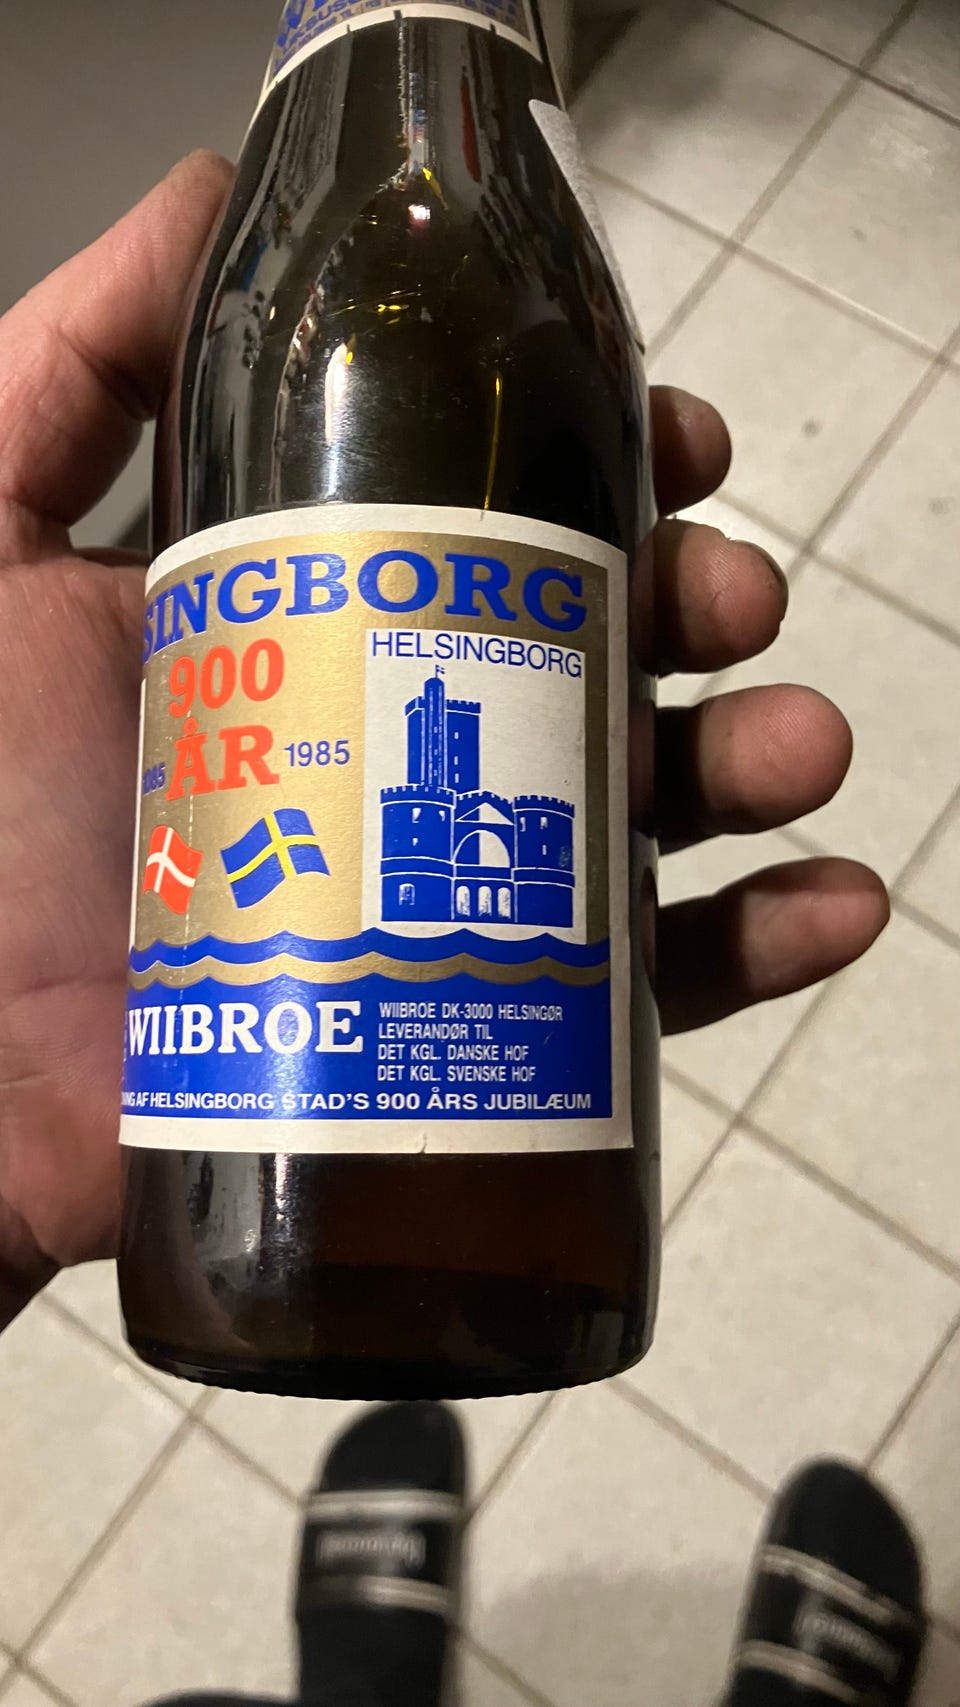 SINGBORG
HELSINGBORG
900
ÅR
1985
WIIBROE
WIIBROE DK-3000 HELSINGØR
LEVERANDØR TIL
DET KGL. DANSKE HOF
DET KGL. SVENSKE HOF
AF HELSINGBORG STAD'S 900 ÅRS JUBILÆUM